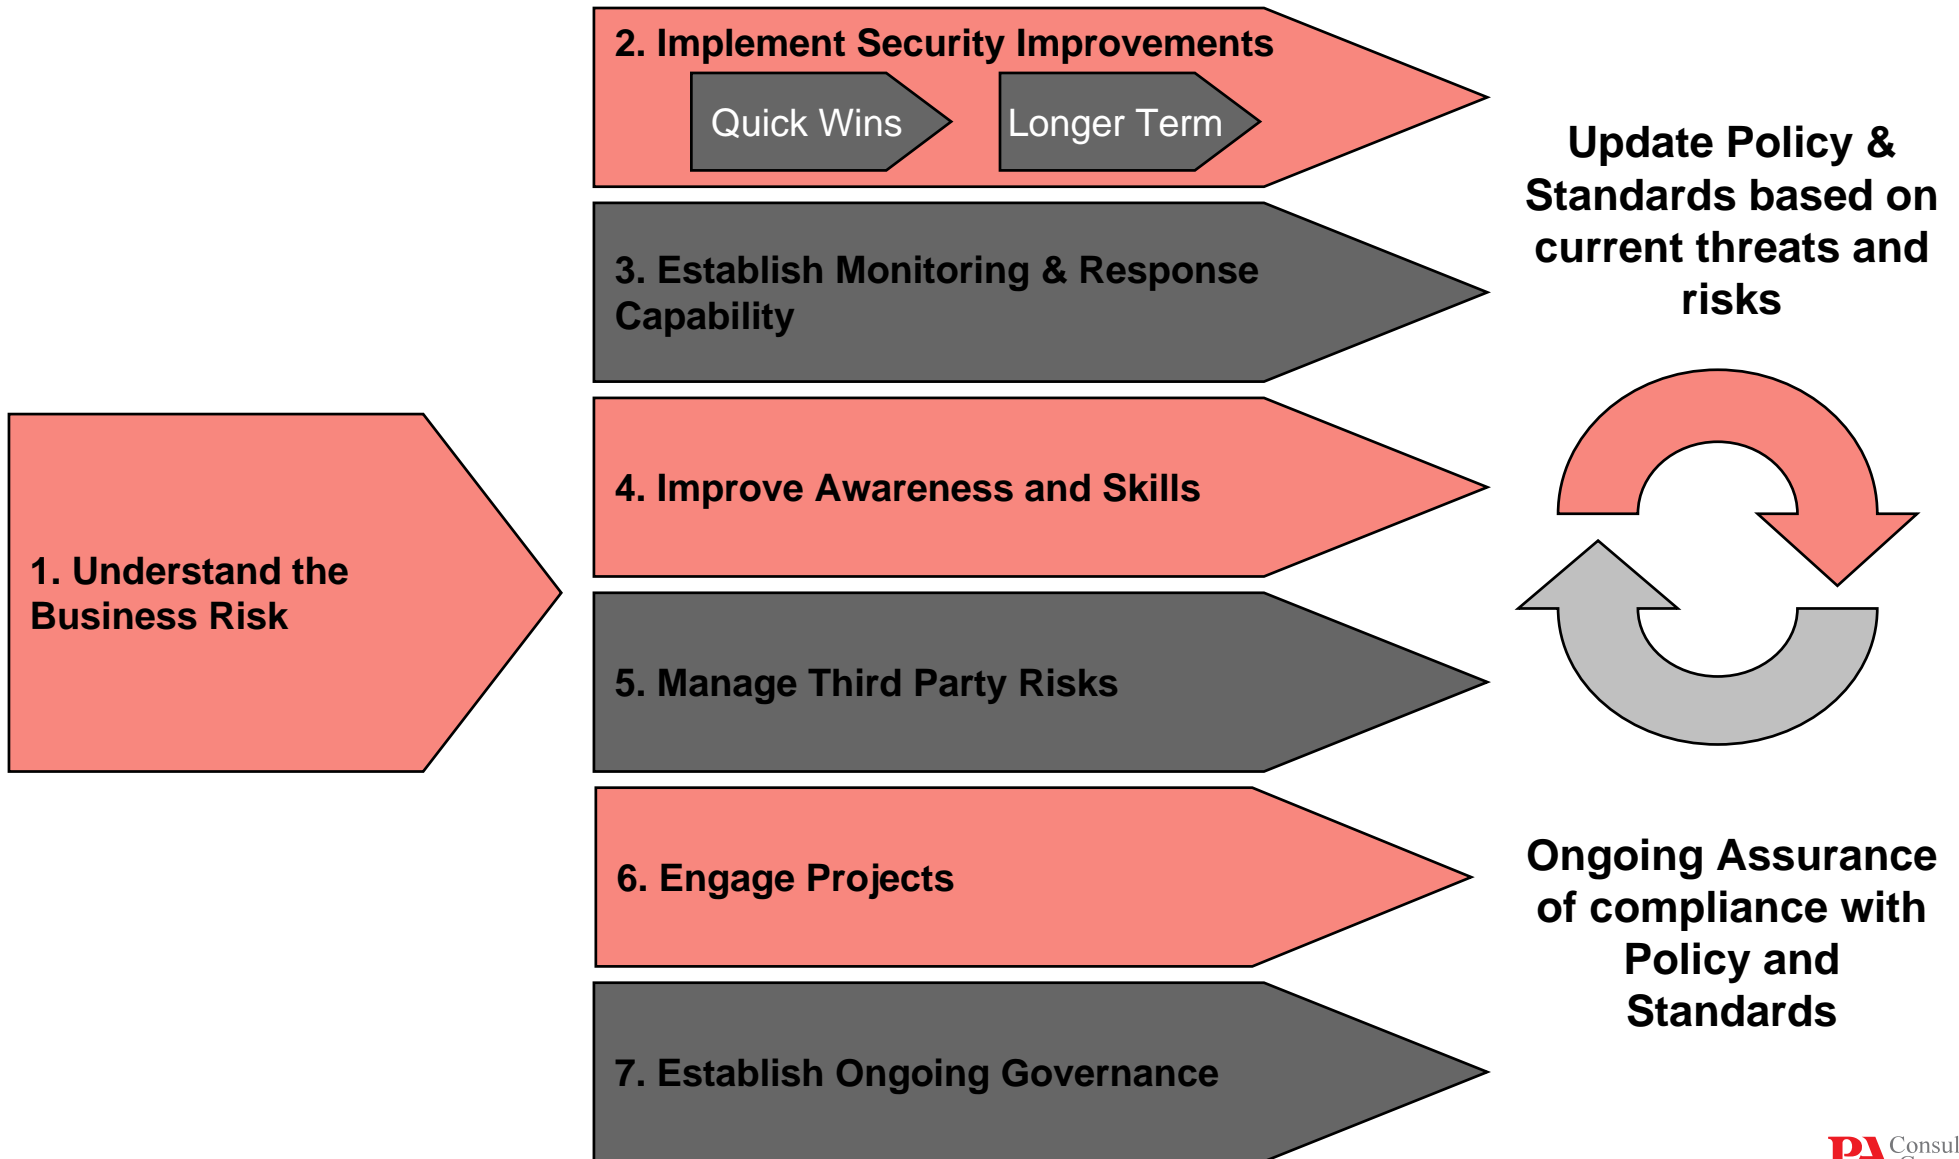 2. Implement Security Improvements
Quick Wins
Longer Term
3. Establish Monitoring & Response
Capability
4. Improve Awareness and Skills
1. Understand the
Business Risk
5. Manage Third Party Risks
6. Engage Projects
7. Establish Ongoing Governance
Update Policy &
Standards based on
current threats and
risks
Ongoing Assurance
of compliance with
Policy and
Standards
PA